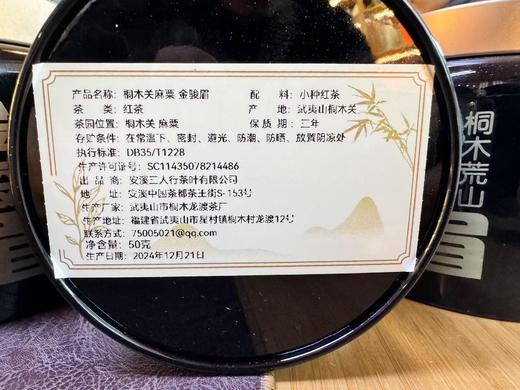 产品名称： 桐木关麻粟 金骏眉 配 料： 小种红茶
茶 类： 红茶 产 地： 武夷山桐木关
茶园位置： 桐木关 麻粟 保 质 期： 三年
存贮条件： 在常温下、密封、避光、防潮、防晒、放置阴凉处
执行标准： DB35/T1228
生产许可证号： SC11435078214486
出 品 商： 安溪三人行茶叶有限公司
地 址： 安溪中国茶都茶王街S-153号
生产厂家： 武夷山市桐木龙渡茶厂
生产地址： 福建省武夷山市星村镇桐木村龙渡12号
联系方式： 75005021@qq.com
净含量： 50克
生产日期： 2024年12月21日
桐木荒山